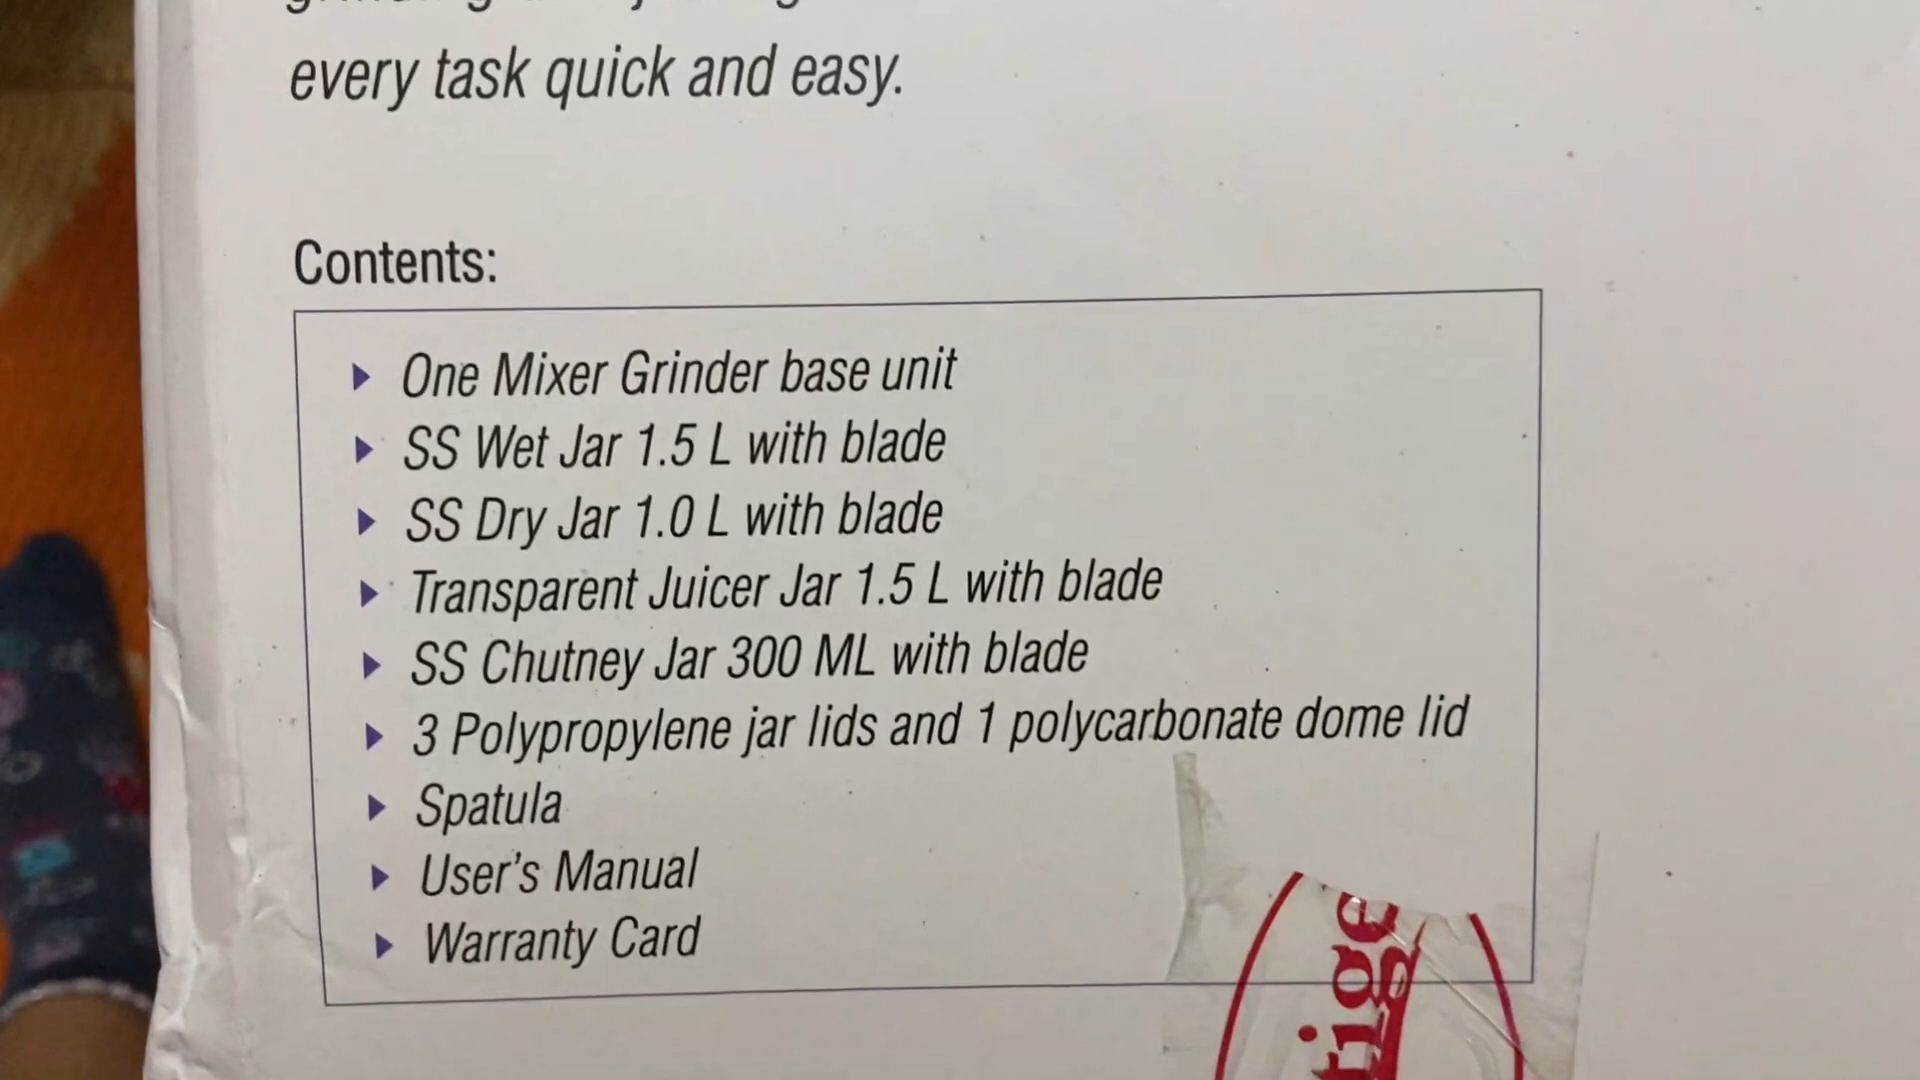 every task quick and easy.
Contents:
One Mixer Grinder base unit
SS Wet Jar 1.5 L with blade
SS Dry Jar 1.0 L with blade
Transparent Juicer Jar 1.5 L with blade
SS Chutney Jar 300 ML with blade
3 Polypropylene jar lids and 1 polycarbonate dome lid
Spatula
User's Manual
Warranty Card
tige